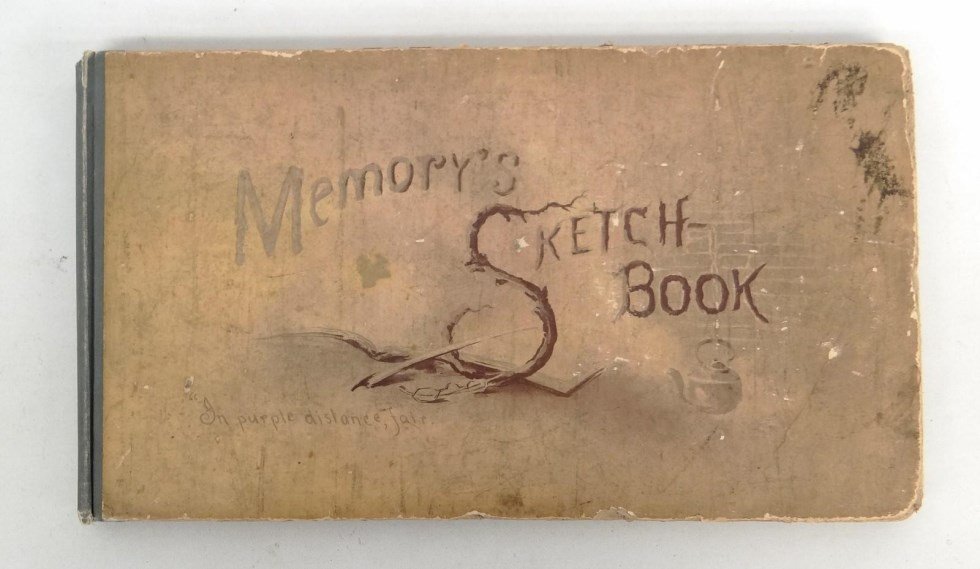 Memory's
SKETCH-
BOOK
"In purple distance, fair.